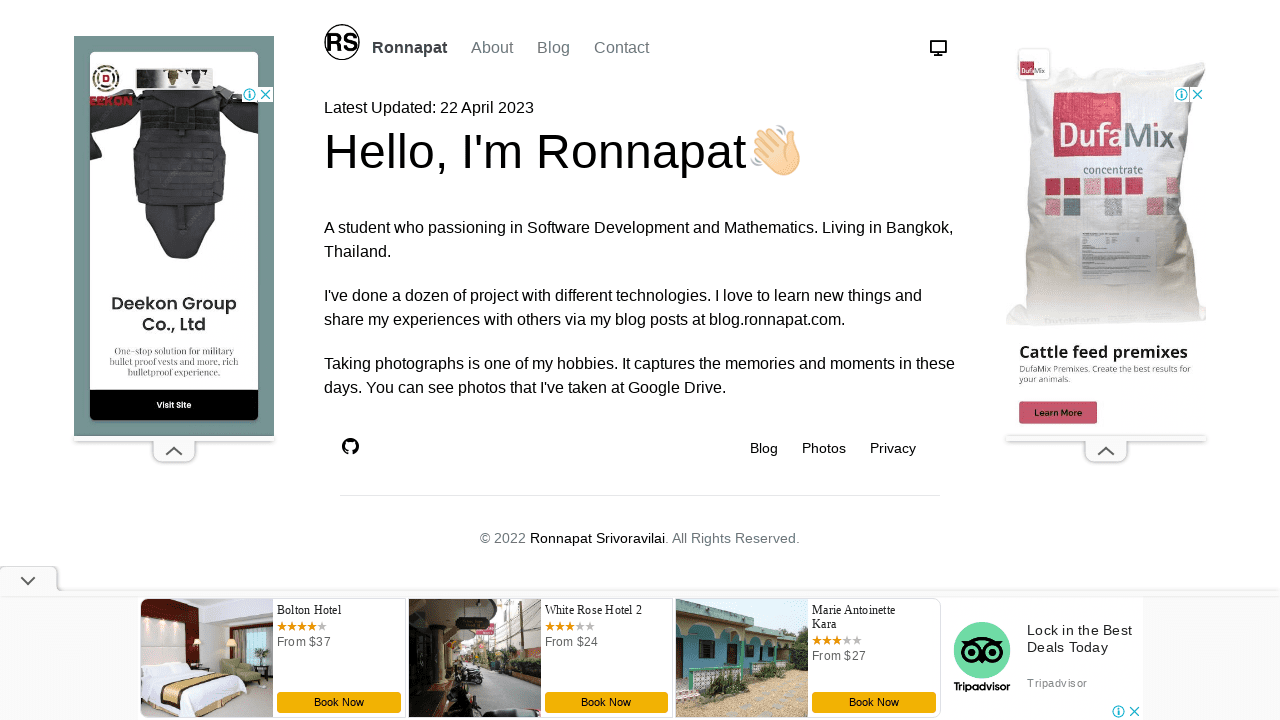 RS
Ronnapat
About
Blog
Contact
Latest Updated: 22 April 2023
Hello, I'm Ronnapat
A student who passioning in Software Development and Mathematics. Living in Bangkok,
Thailand.
I've done a dozen of project with different technologies. I love to learn new things and
share my experiences with others via my blog posts at blog.ronnapat.com.
Taking photographs is one of my hobbies. It captures the memories and moments in these
days. You can see photos that I've taken at Google Drive.
Blog
Photos
Privacy
© 2022 Ronnapat Srivoravilai. All Rights Reserved.
Deekon Group
Co., Ltd
One-stop solution for military
bullet proof vests and more, rich
bulletproof experience.
Visit Site
DufaMix
DufaMix
concentrate
Cattle feed premixes
DufaMix Premixes. Create the best results for
your animals.
Learn More
Bolton Hotel
From $37
Book Now
White Rose Hotel 2
From $24
Book Now
Marie Antoinette
Kara
From $27
Book Now
Tripadvisor
Lock in the Best
Deals Today
Tripadvisor